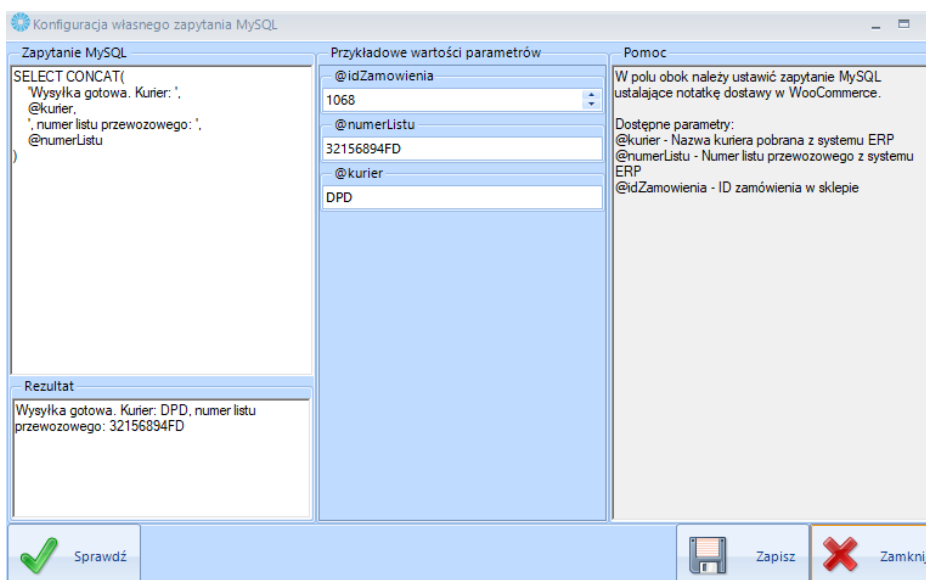 Konfiguracja własnego zapytania MySQL
Zapytanie MySQL
SELECT CONCAT(
'Wysyłka gotowa. Kurier: ',
@kurier,
', numer listu przewozowego: ',
@numerListu
)
Rezultat
Wysyłka gotowa. Kurier: DPD, numer listu
przewozowego: 32156894FD
Przykładowe wartości parametrów
@idZamowienia
1068
@numerListu
32156894FD
@kurier
DPD
Pomoc
W polu obok należy ustawić zapytanie MySQL
ustalające notatkę dostawy w WooCommerce.
Dostępne parametry:
@kurier - Nazwa kuriera pobrana z systemu ERP
@numerListu - Numer listu przewozowego z systemu
ERP
@idZamowienia - ID zamówienia w sklepie
Sprawdź
Zapisz
Zamknij